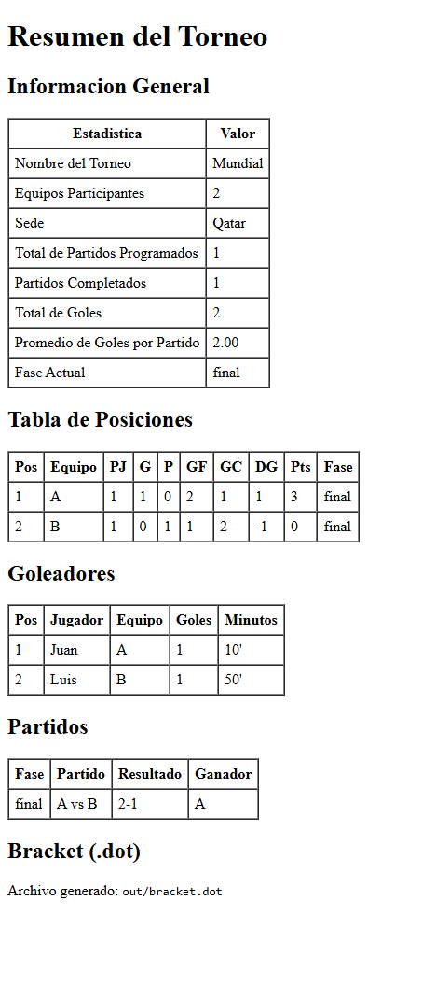 Resumen del Torneo
Informacion General
Estadistica Valor
Nombre del Torneo Mundial
Equipos Participantes 2
Sede Qatar
Total de Partidos Programados 1
Partidos Completados 1
Total de Goles 2
Promedio de Goles por Partido 2.00
Fase Actual final
Tabla de Posiciones
Pos Equipo PJ G P GF GC DG Pts Fase
1 A 1 1 0 2 1 1 3 final
2 B 1 0 1 1 2 -1 0 final
Goleadores
Pos Jugador Equipo Goles Minutos
1 Juan A 1 10'
2 Luis B 1 50'
Partidos
Fase Partido Resultado Ganador
final A vs B 2-1 A
Bracket (.dot)
Archivo generado: out/bracket.dot